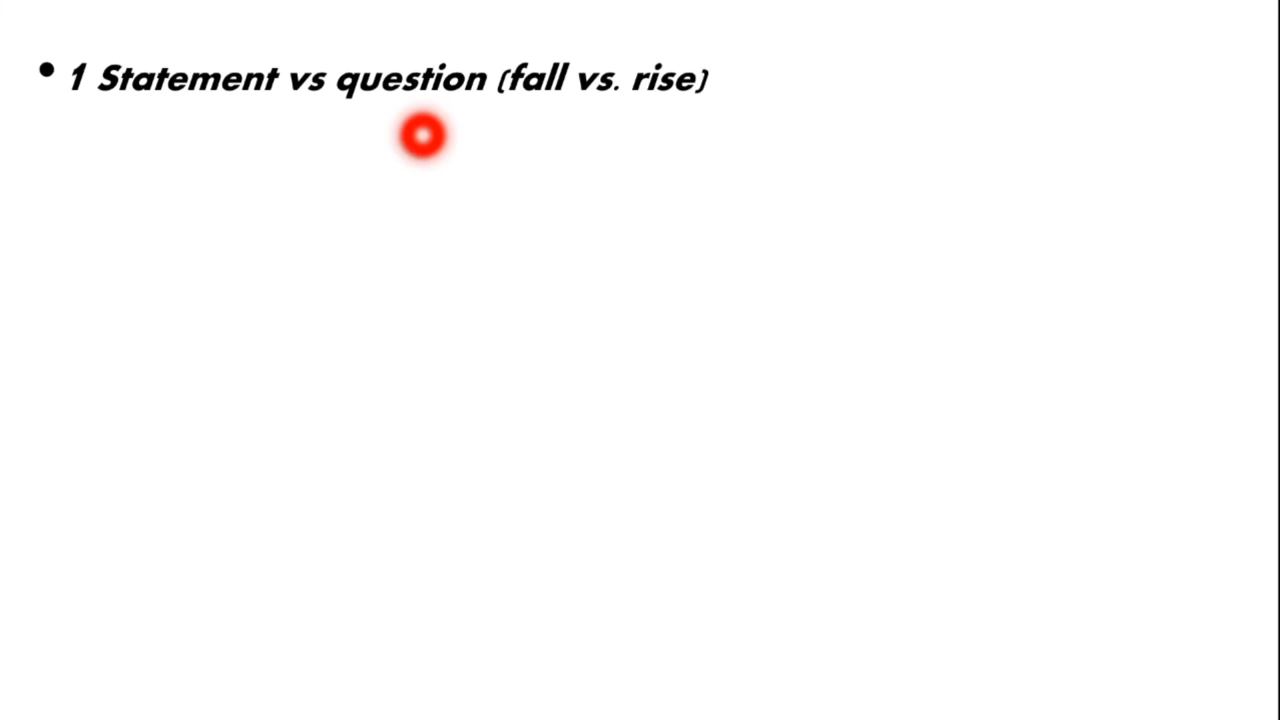 • 1 Statement vs question (fall vs. rise)